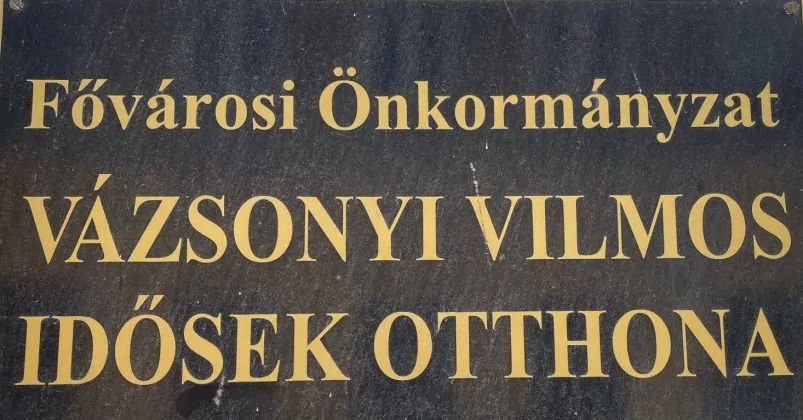 Fővárosi Önkormányzat
VÁZSONYI VILMOS
IDŐSEK OTTHONA